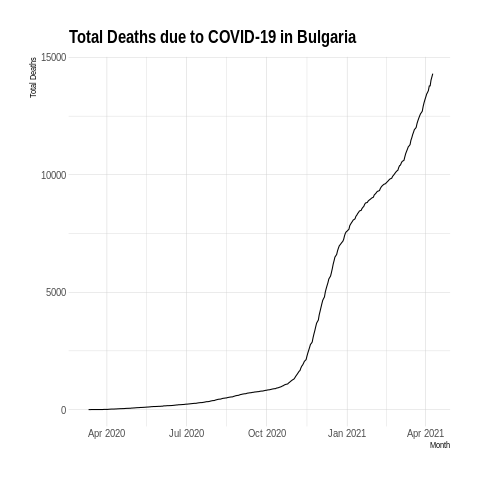 Total Deaths due to COVID-19 in Bulgaria
Total Deaths
15000
10000
5000
0
Apr 2020 Jul 2020 Oct 2020 Jan 2021 Apr 2021
Month